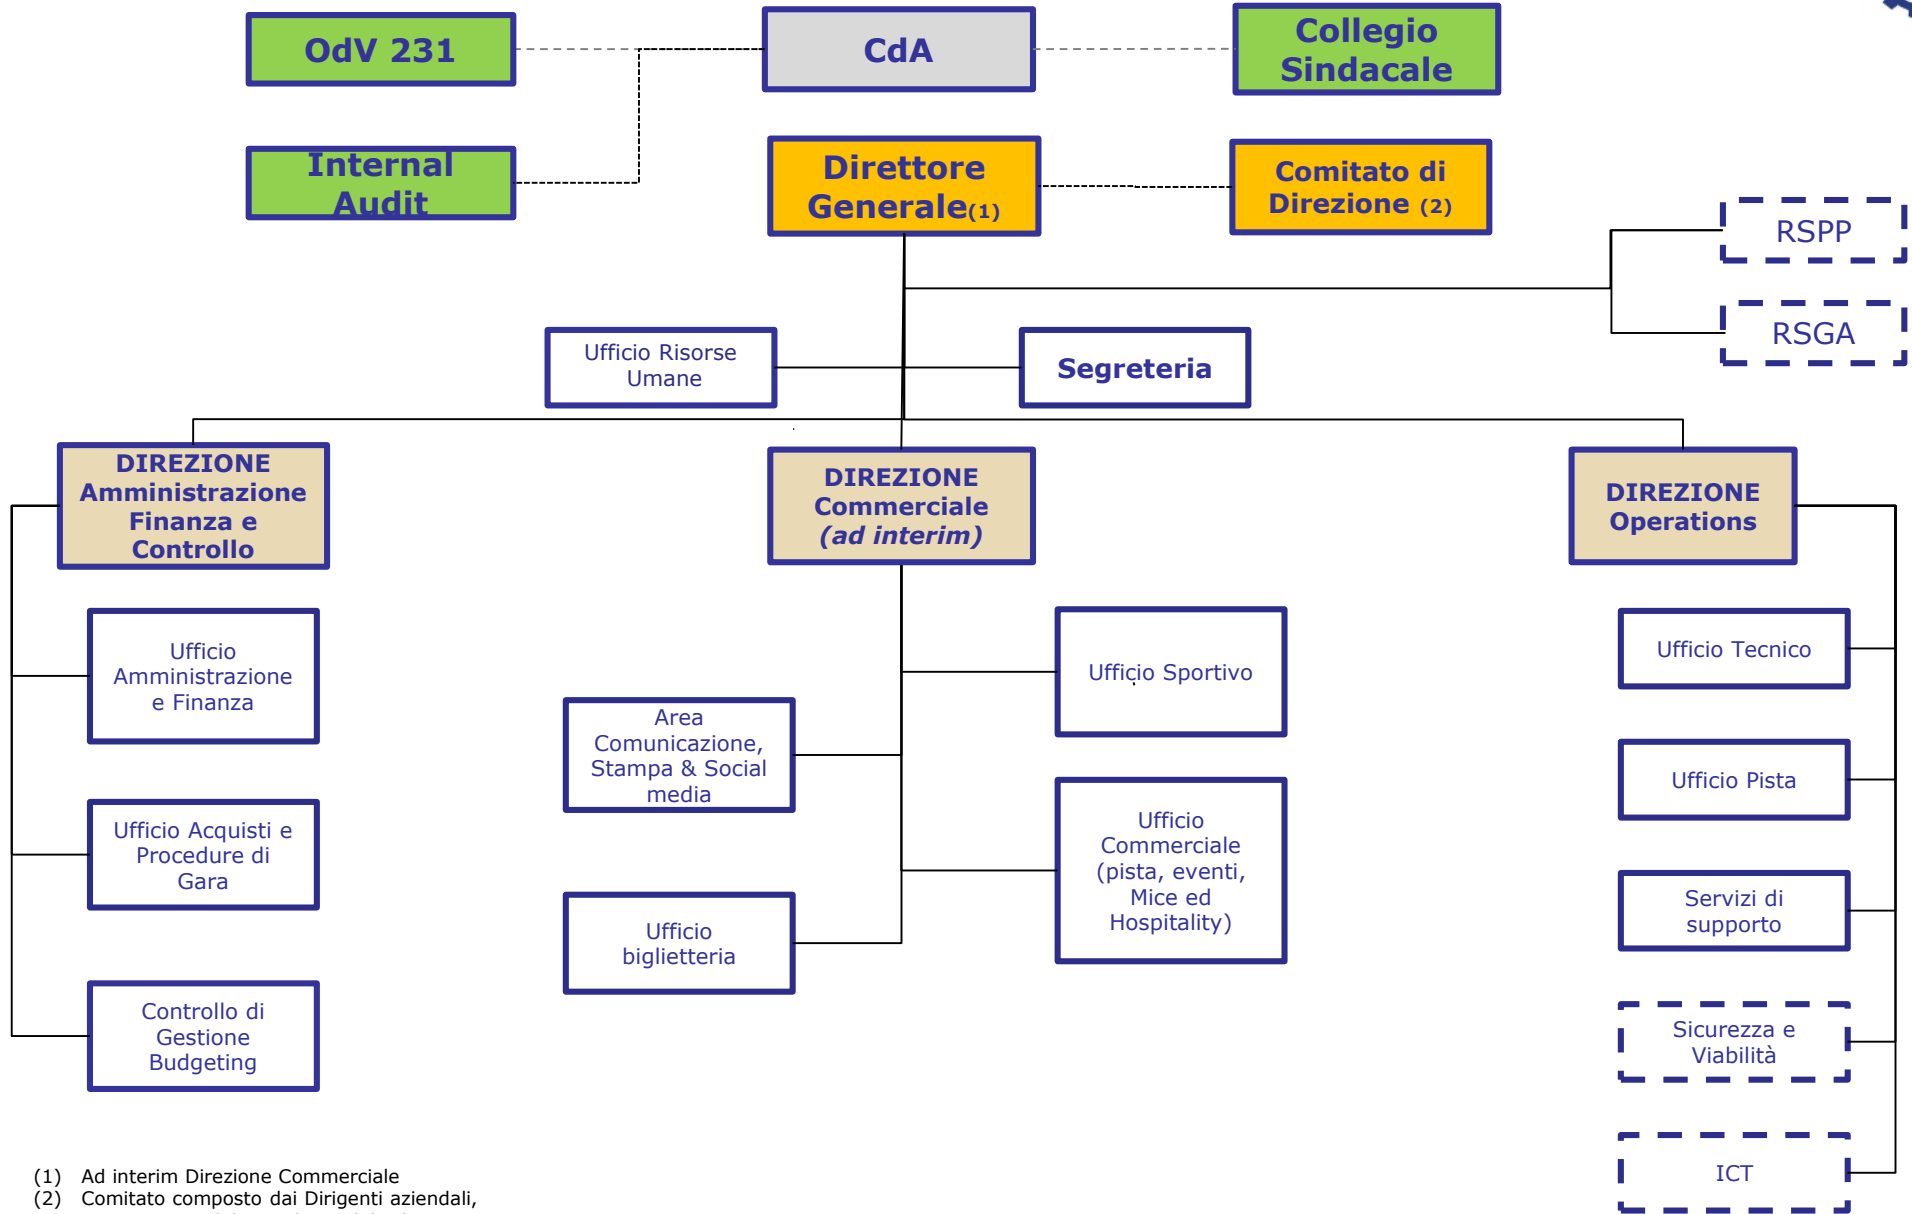 OdV 231
CdA
Collegio
Sindacale
Internal
Audit
Direttore
Generale(1)
Comitato di
Direzione (2)
RSPP
RSGA
Ufficio Risorse
Umane
Segreteria
DIREZIONE
Amministrazione
Finanza e
Controllo
DIREZIONE
Commerciale
(ad interim)
DIREZIONE
Operations
Ufficio
Amministrazione
e Finanza
Ufficio Acquisti e
Procedure di
Gara
Controllo di
Gestione
Budgeting
Area
Comunicazione,
Stampa & Social
media
Ufficio
biglietteria
Ufficio Sportivo
Ufficio
Commerciale
(pista, eventi,
Mice ed
Hospitality)
Ufficio Tecnico
Ufficio Pista
Servizi di
supporto
Sicurezza e
Viabilità
ICT
(1) Ad interim Direzione Commerciale
(2) Comitato composto dai Dirigenti aziendali,